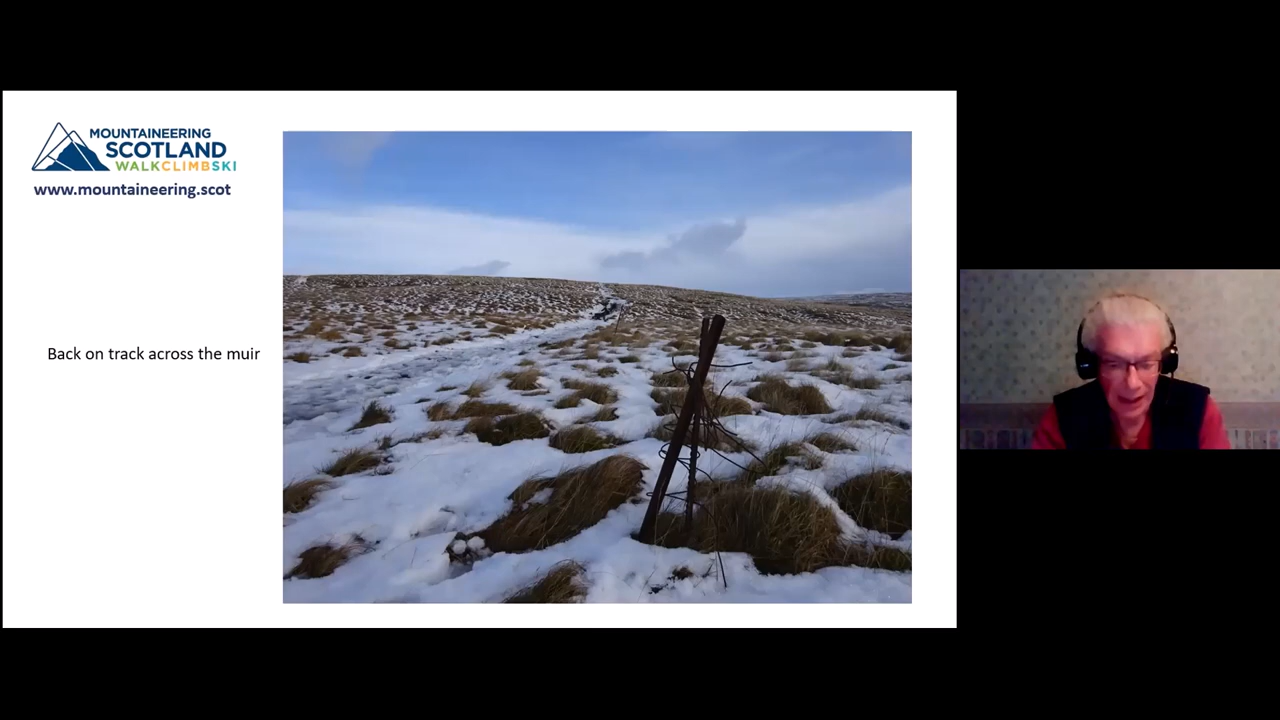 MOUNTAINEERING
SCOTLAND
WALKCLIMBSKI
www.mountaineering.scot
Back on track across the muir